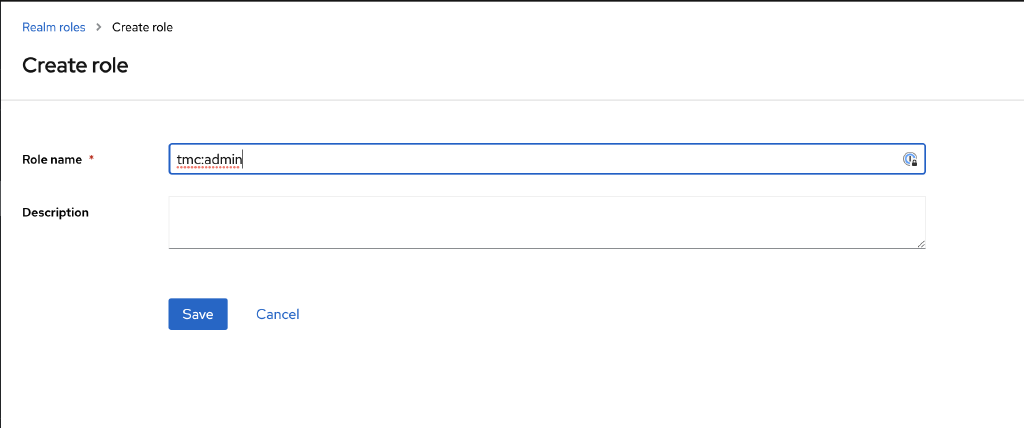 Realm roles > Create role
Create role
Role name *
tmc:admin
Description
Save
Cancel